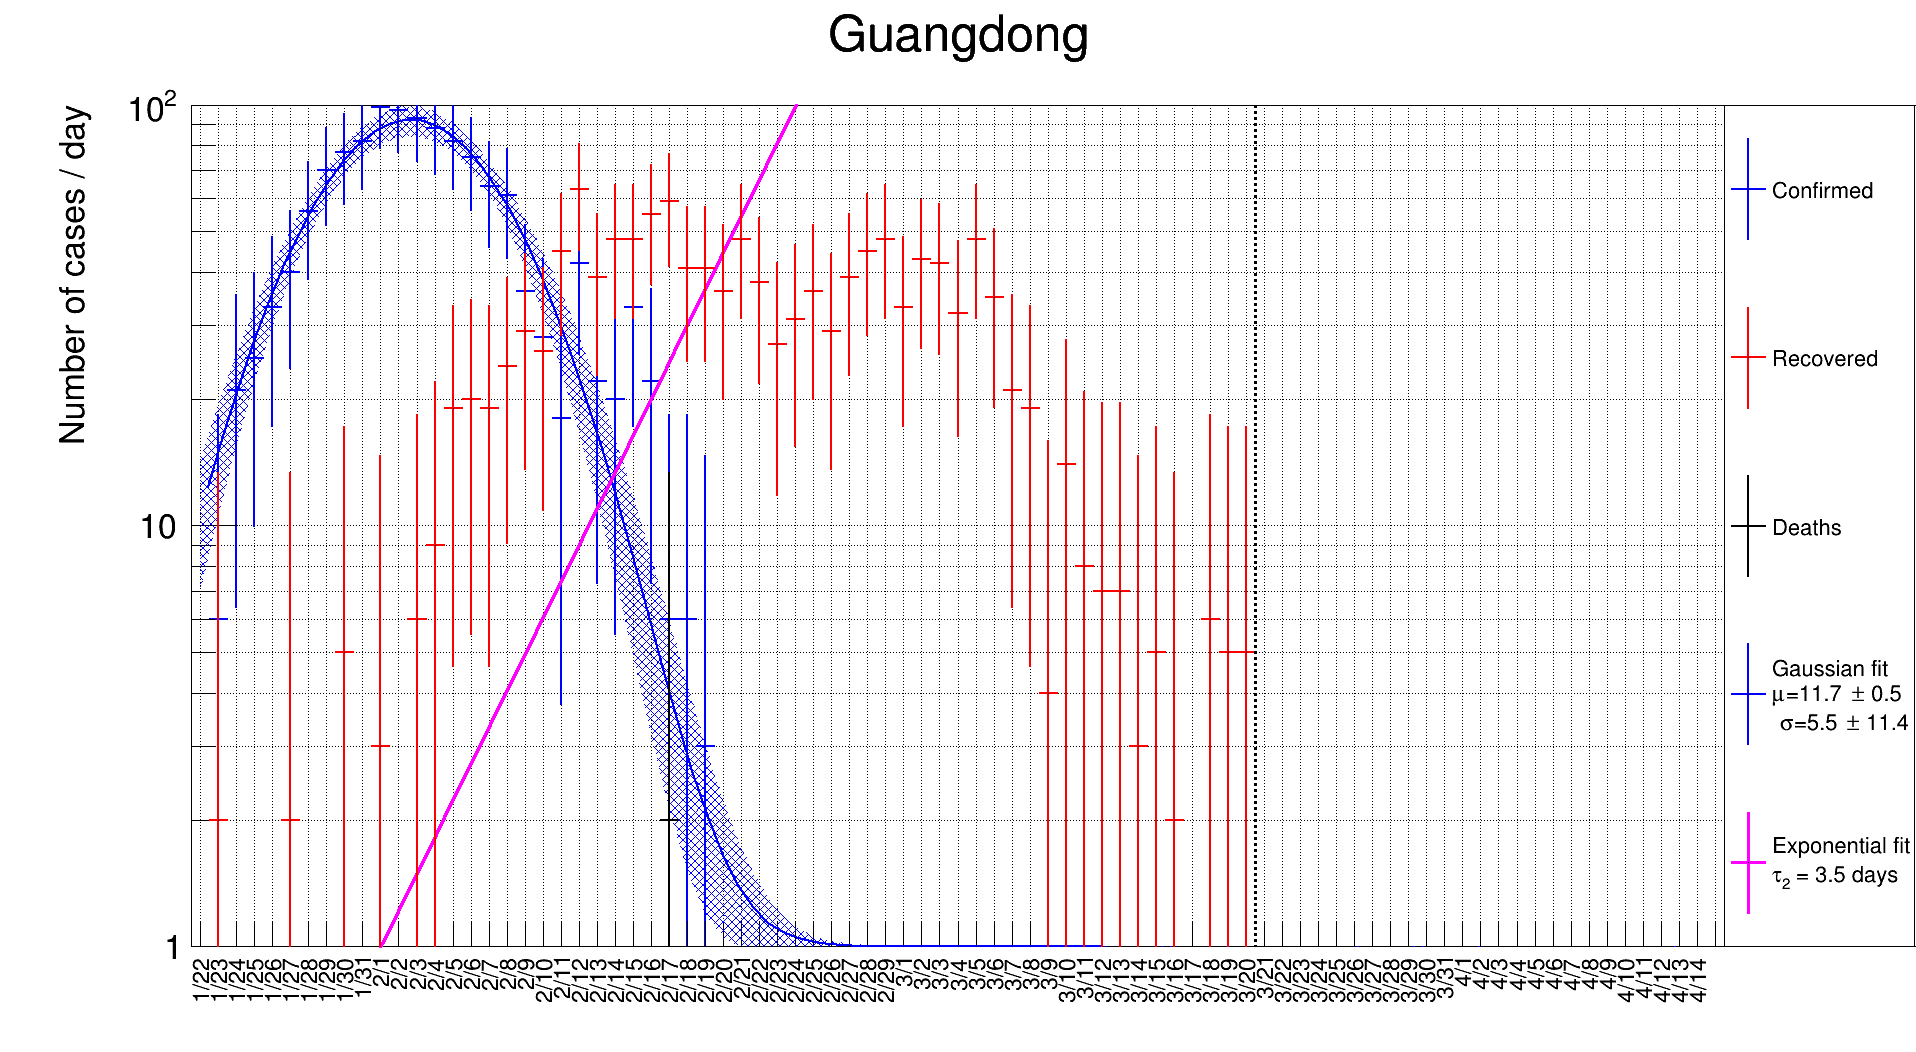 Guangdong
Number of cases / day
10²
10
1
1/22 1/23 1/24 1/25 1/26 1/27 1/28 1/29 1/30 1/31 2/1 2/2 2/3 2/4 2/5 2/6 2/7 2/8 2/9 2/10 2/11 2/12 2/13 2/14 2/15 2/16 2/17 2/18 2/19 2/20 2/21 2/22 2/23 2/24 2/25 2/26 2/27 2/28 2/29 3/1 3/2 3/3 3/4 3/5 3/6 3/7 3/8 3/9 3/10 3/11 3/12 3/13 3/14 3/15 3/16 3/17 3/18 3/19 3/20 3/21 3/22 3/23 3/24 3/25 3/26 3/27 3/28 3/29 3/30 3/31 4/1 4/2 4/3 4/4 4/5 4/6 4/7 4/8 4/9 4/10 4/11 4/12 4/13 4/14
Confirmed
Recovered
Deaths
Gaussian fit
μ=11.7 ± 0.5
σ=5.5 ± 11.4
Exponential fit
τ₂ = 3.5 days